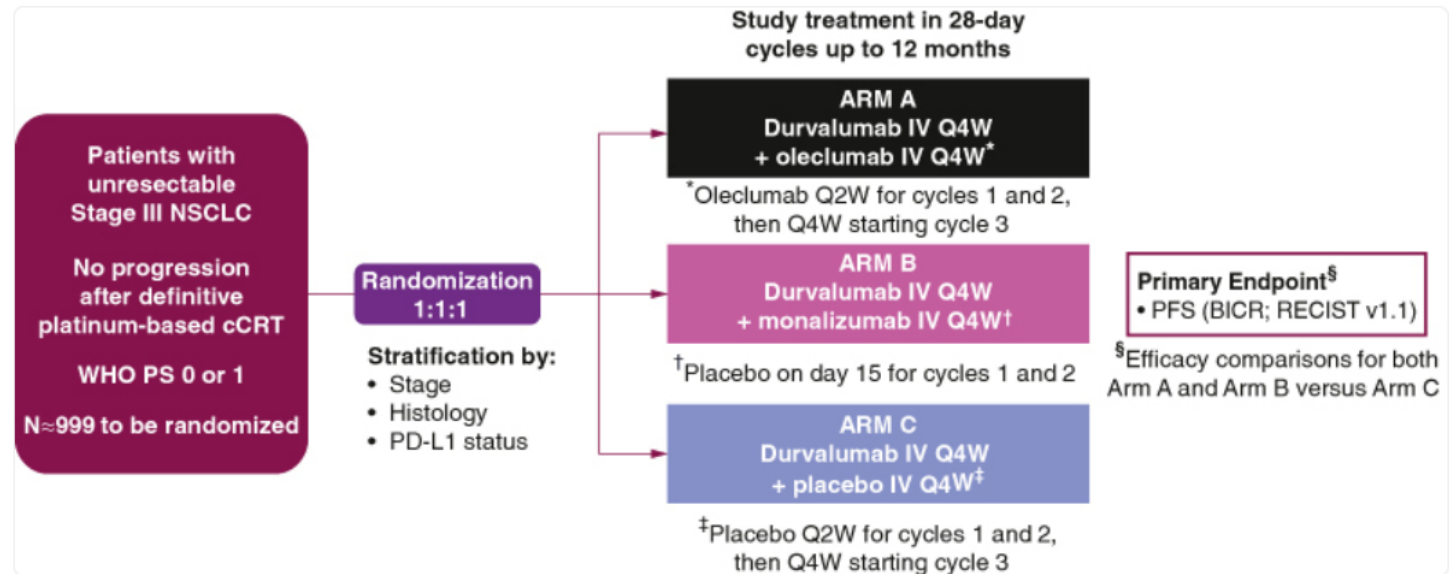 Study treatment in 28-day
cycles up to 12 months
Patients with
unresectable
Stage III NSCLC
No progression
after definitive
platinum-based cCRT
WHO PS 0 or 1
N≈999 to be randomized
Randomization
1:1:1
Stratification by:
• Stage
• Histology
• PD-L1 status
ARM A
Durvalumab IV Q4W
+ oleclumab IV Q4W*
*Oleclumab Q2W for cycles 1 and 2,
then Q4W starting cycle 3
ARM B
Durvalumab IV Q4W
+ monalizumab IV Q4W†
†Placebo on day 15 for cycles 1 and 2
ARM C
Durvalumab IV Q4W
+ placebo IV Q4W‡
‡Placebo Q2W for cycles 1 and 2,
then Q4W starting cycle 3
Primary Endpoint§
• PFS (BICR; RECIST v1.1)
§Efficacy comparisons for both
Arm A and Arm B versus Arm C